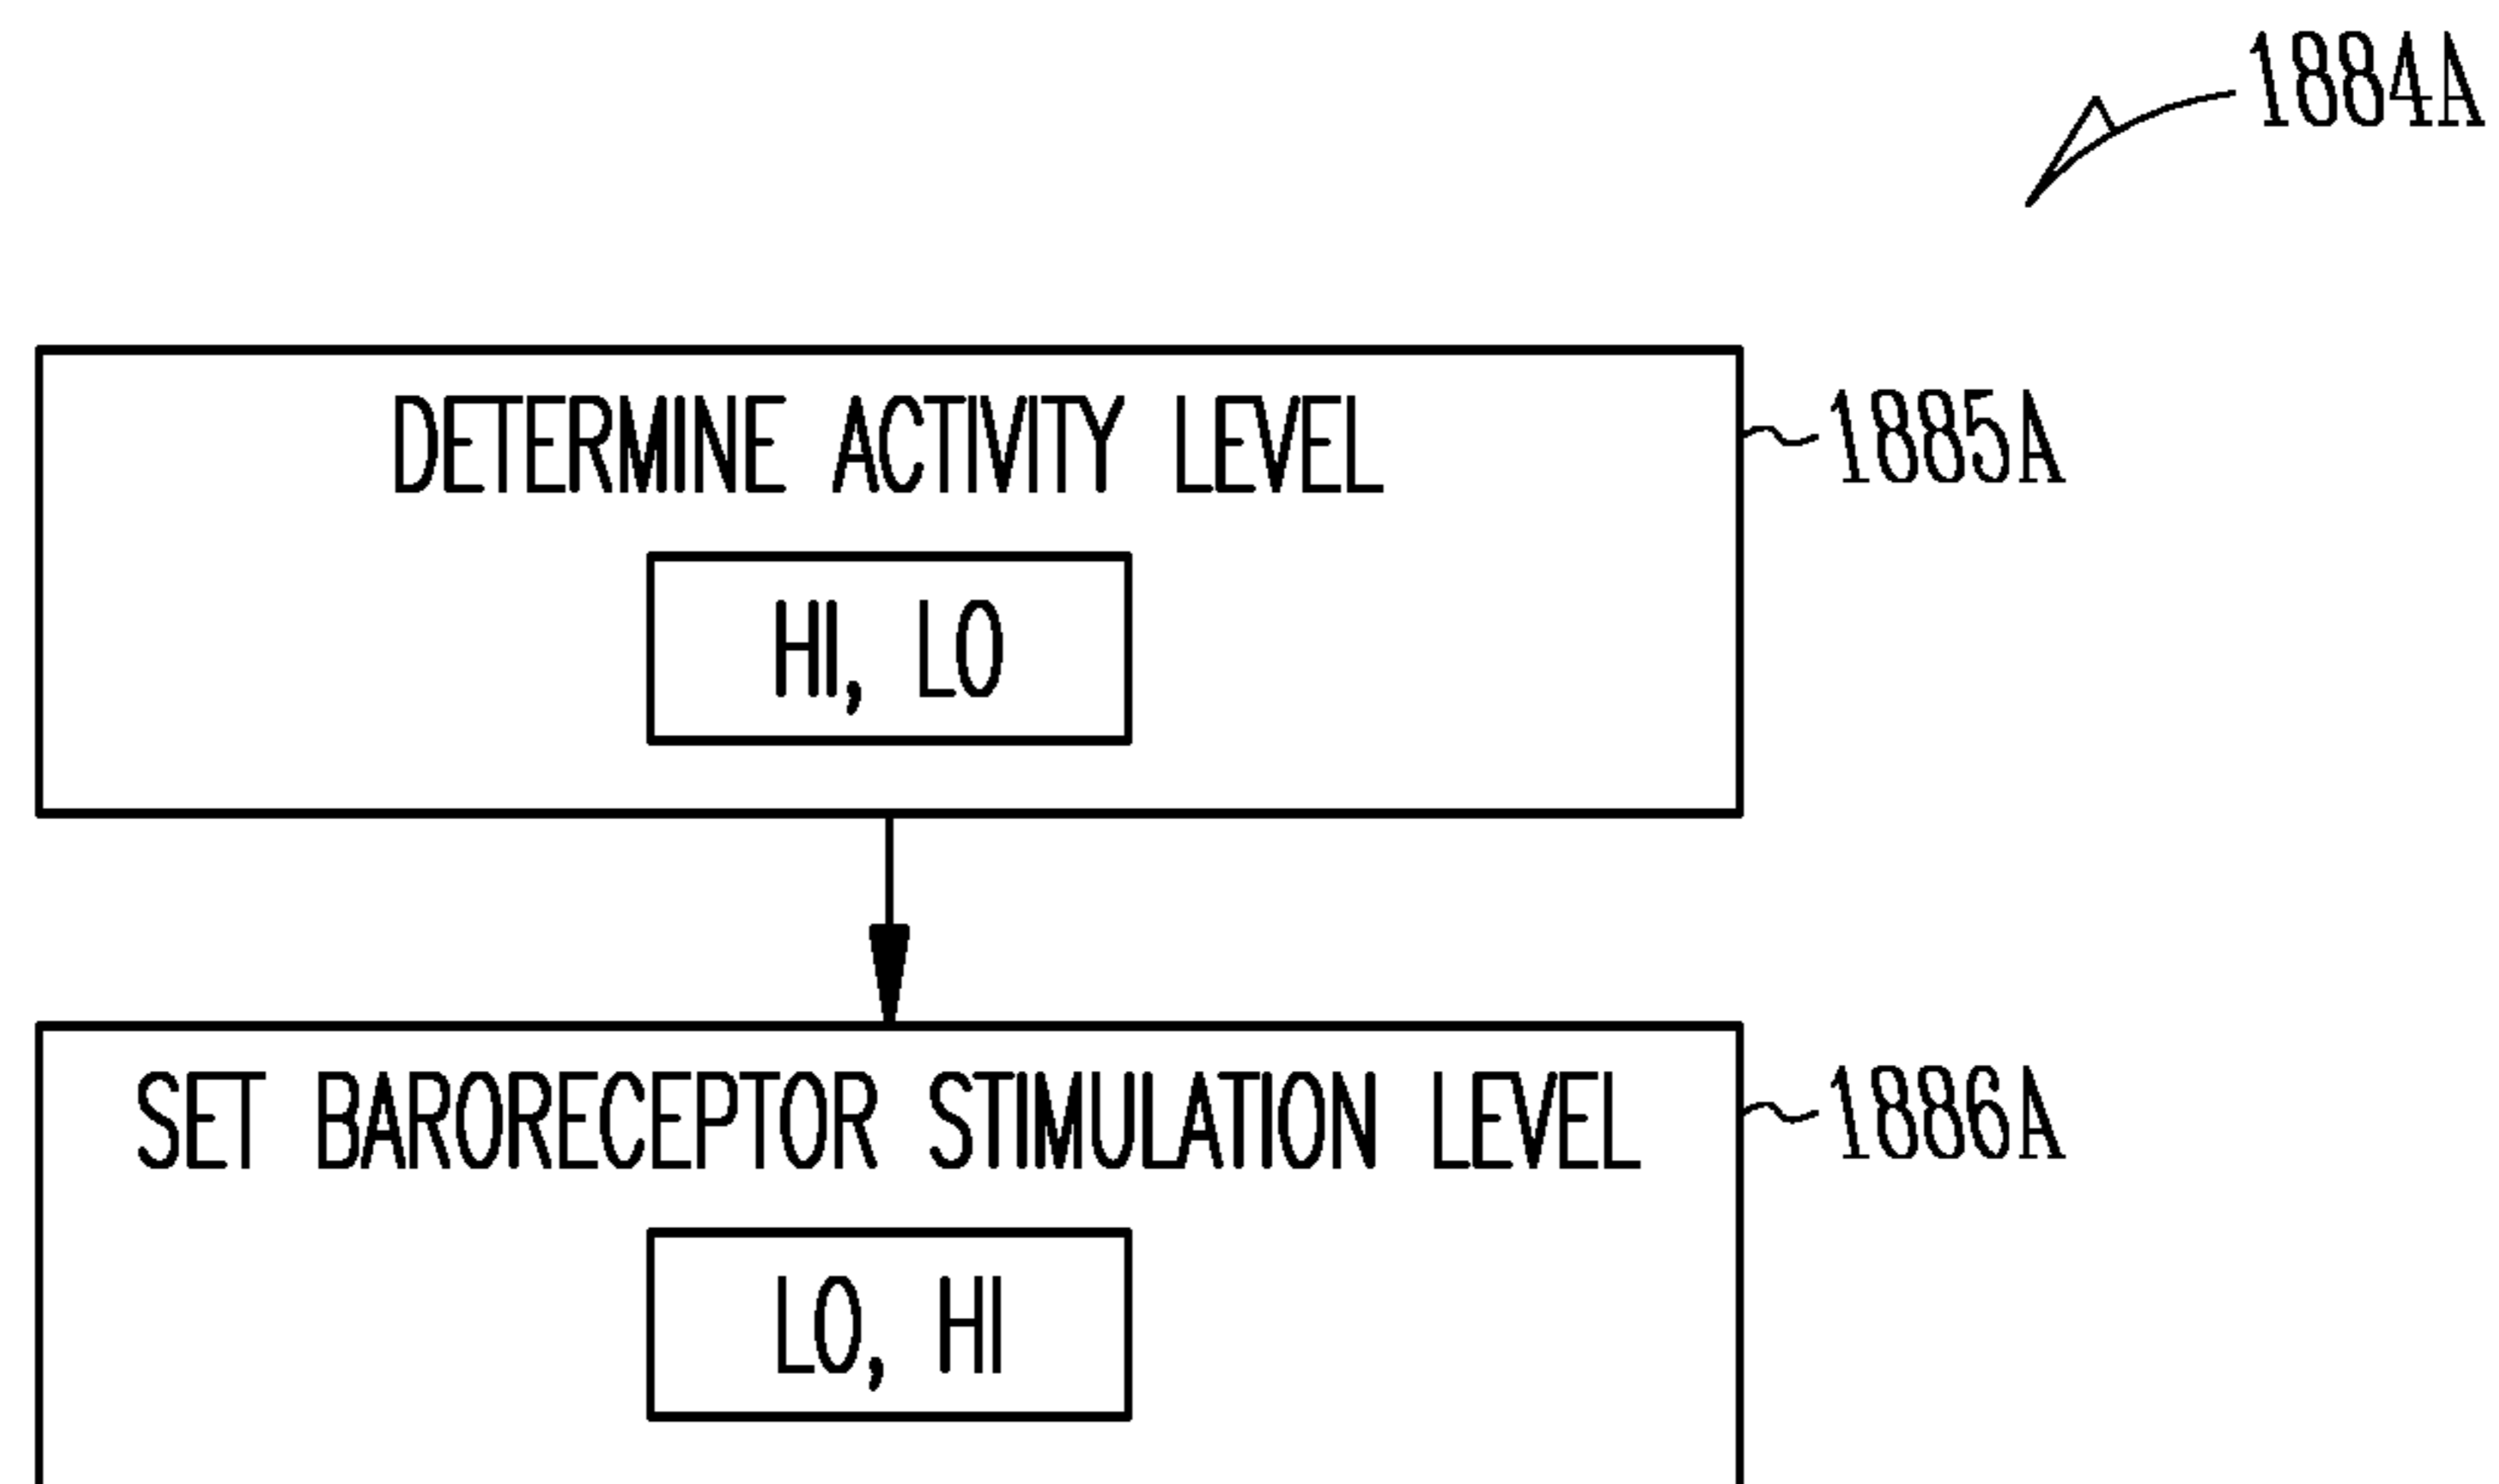 1884A
DETERMINE ACTIVITY LEVEL
1885A
HI, LO
SET BARORECEPTOR STIMULATION LEVEL
1886A
LO, HI